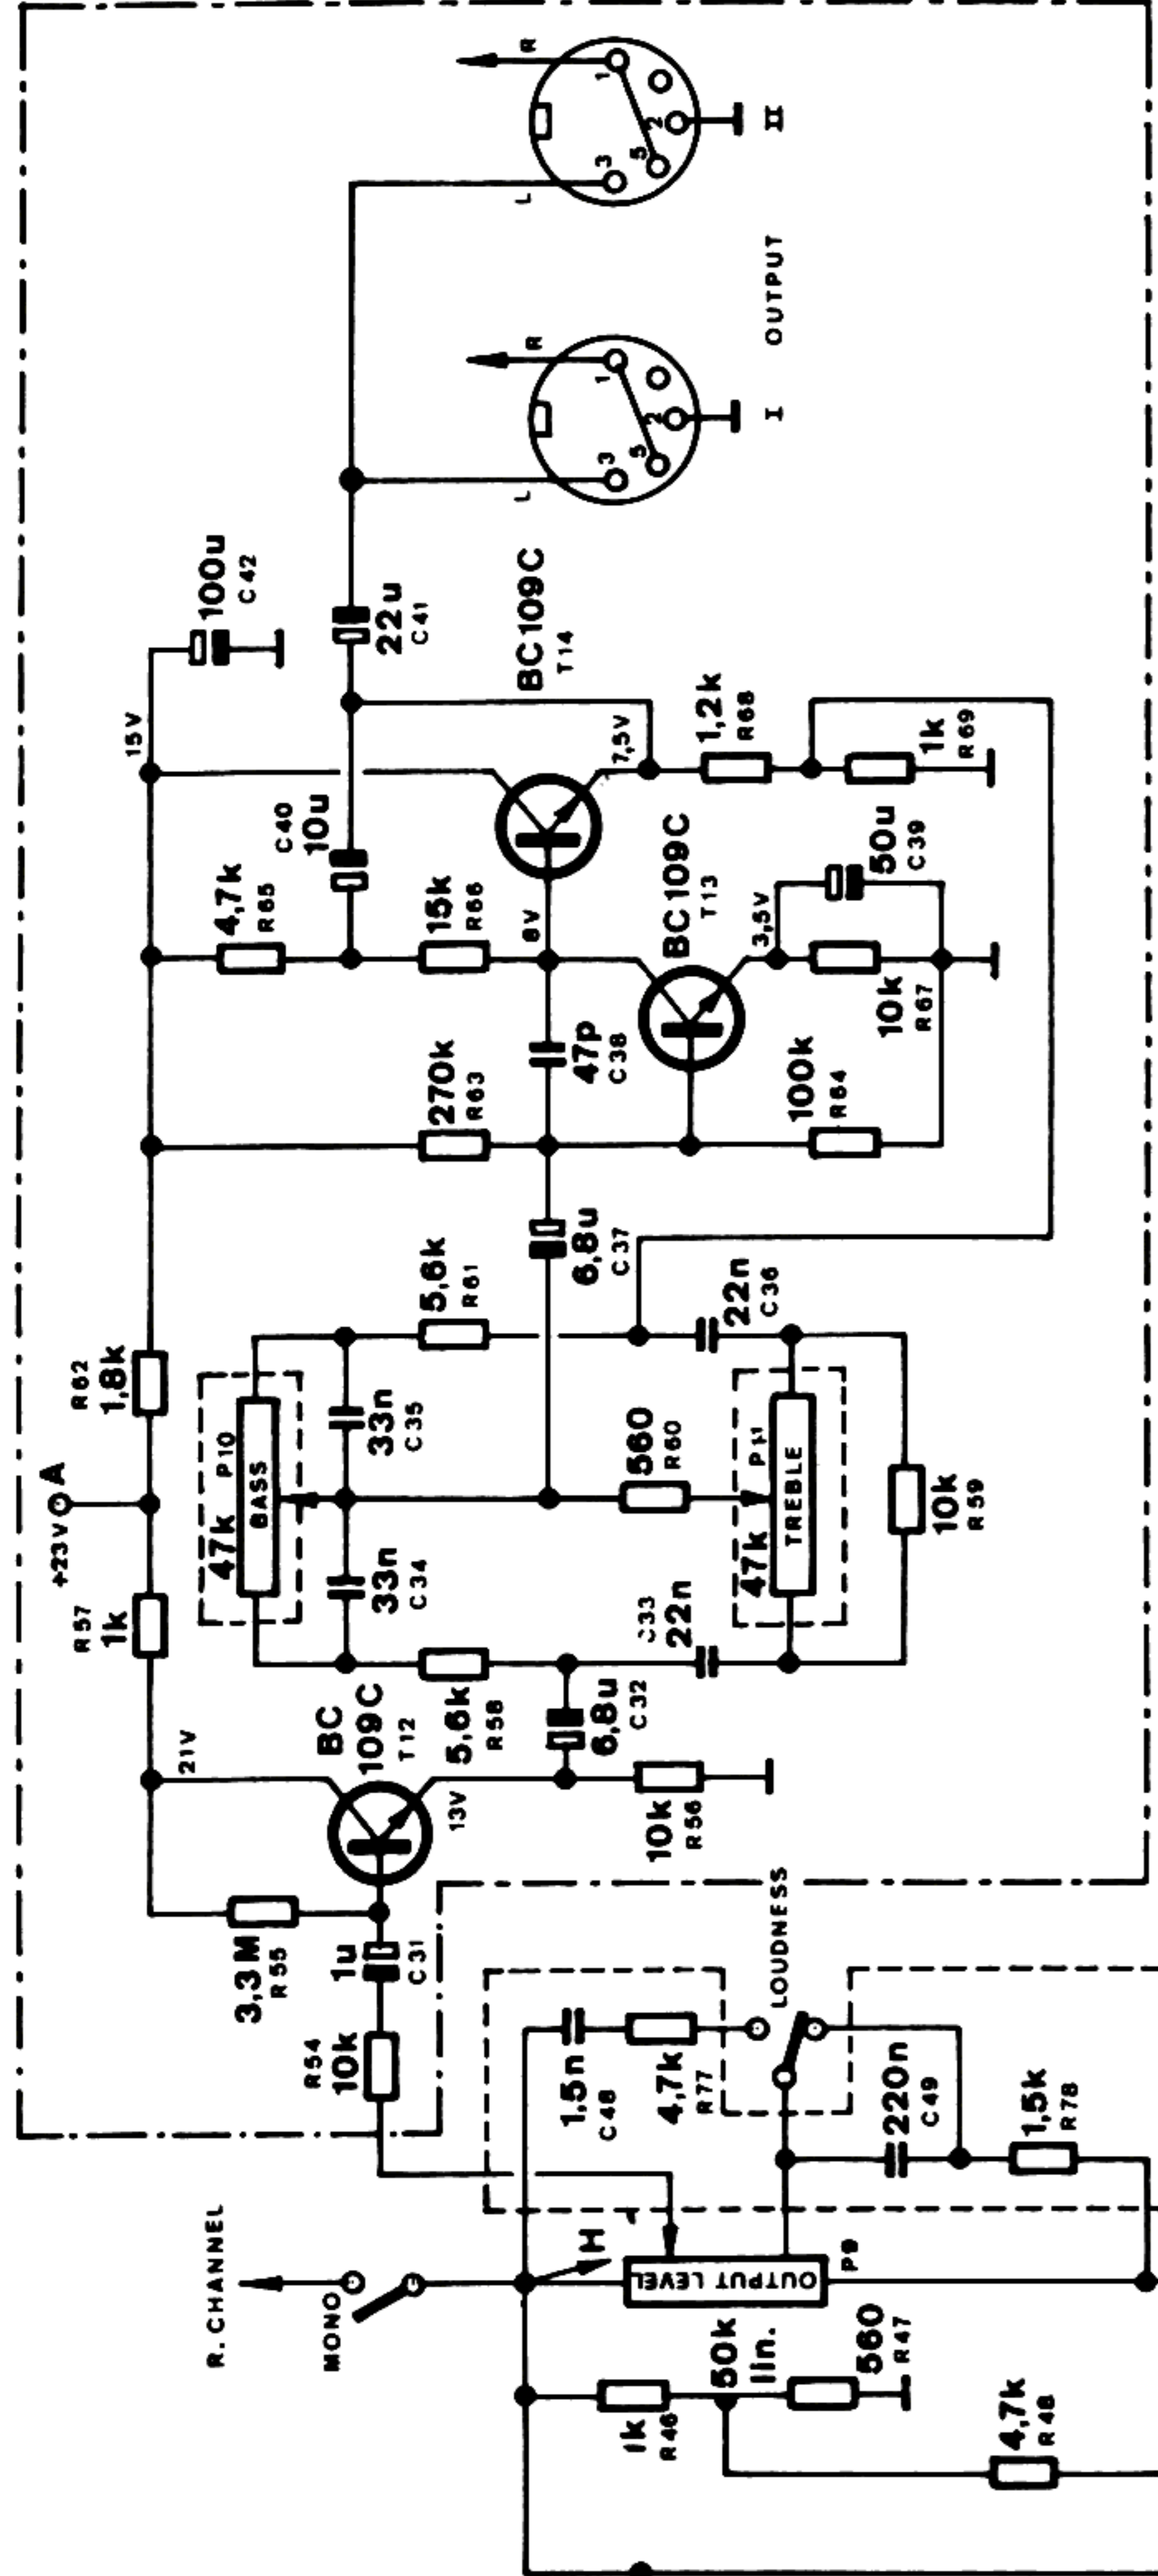 R
1
3
5
2
L
II
OUTPUT
R
1
3
5
2
L
I
100u
C42
22u
C41
BC109C
T14
15V
7,5V
1,2k
R68
1k
R69
C40
10u
4,7k
R65
15k
R66
8V
BC109C
T13
3,5V
50u
C39
10k
R67
270k
R63
47p
C38
100k
R64
6,8u
C37
5,6k
R61
22n
C36
R62
1,8k
+23V
A
47k
P10
BASS
33n
C35
33n
C34
560
R60
P11
TREBLE
47k
10k
R59
R57
1k
C33
22n
21V
BC
109C
T12
5,6k
R58
6,8u
C32
13V
10k
R56
3,3M
R55
1u
C31
R54
10k
LOUDNESS
1,5n
C48
4,7k
R77
220n
C49
1,5k
R78
R. CHANNEL
MONO
H
OUTPUT LEVEL
P9
50k
lin.
1k
R46
560
R47
4,7k
R48